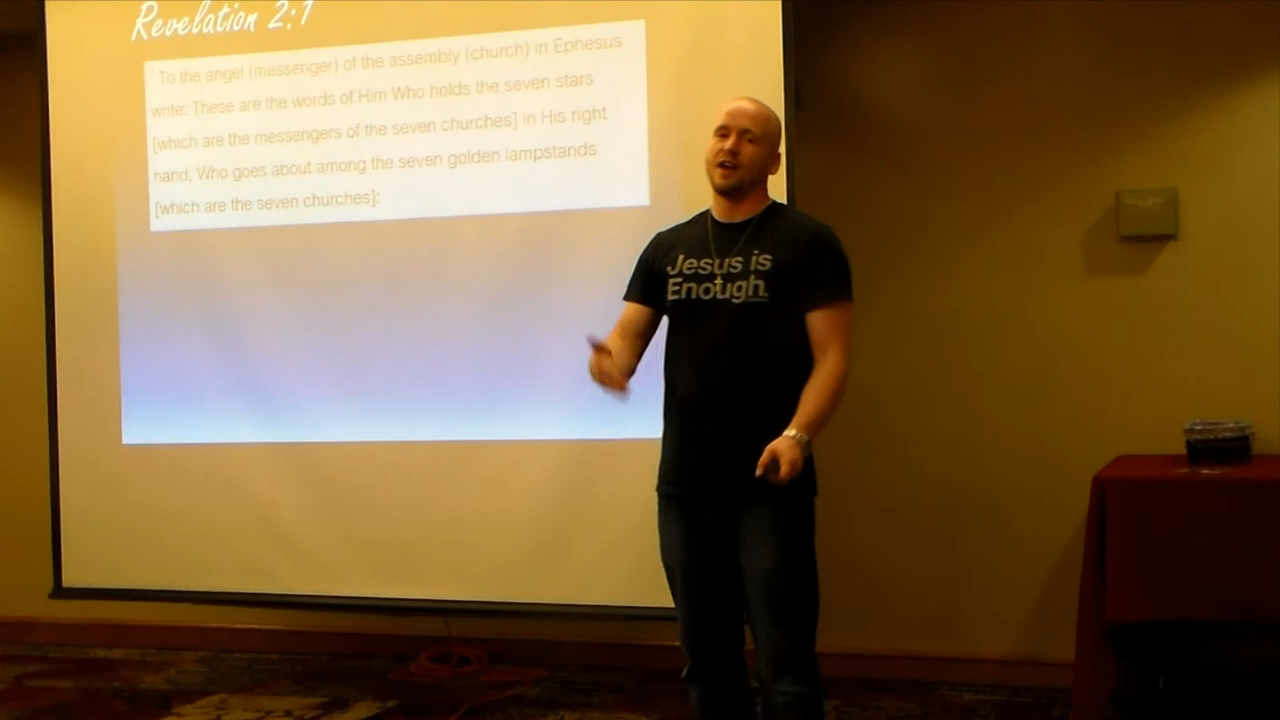 Revelation 2:1
1 To the angel (messenger) of the assembly (church) in Ephesus
write: These are the words of Him Who holds the seven stars
[which are the messengers of the seven churches] in His right
hand, Who goes about among the seven golden lampstands
[which are the seven churches]:
Jesus is
Enough.